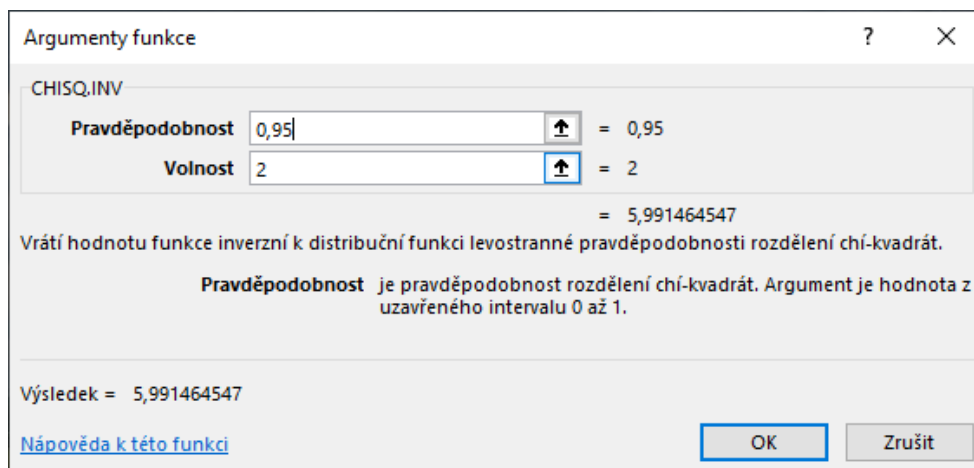 Argumenty funkce ? ×
CHISQ.INV
Pravděpodobnost 0,95 = 0,95
Volnost 2 = 2
= 5,991464547
Vrátí hodnotu funkce inverzní k distribuční funkci levostranné pravděpodobnosti rozdělení chí-kvadrát.
Pravděpodobnost je pravděpodobnost rozdělení chí-kvadrát. Argument je hodnota z
uzavřeného intervalu 0 až 1.
Výsledek = 5,991464547
Nápověda k této funkci OK Zrušit